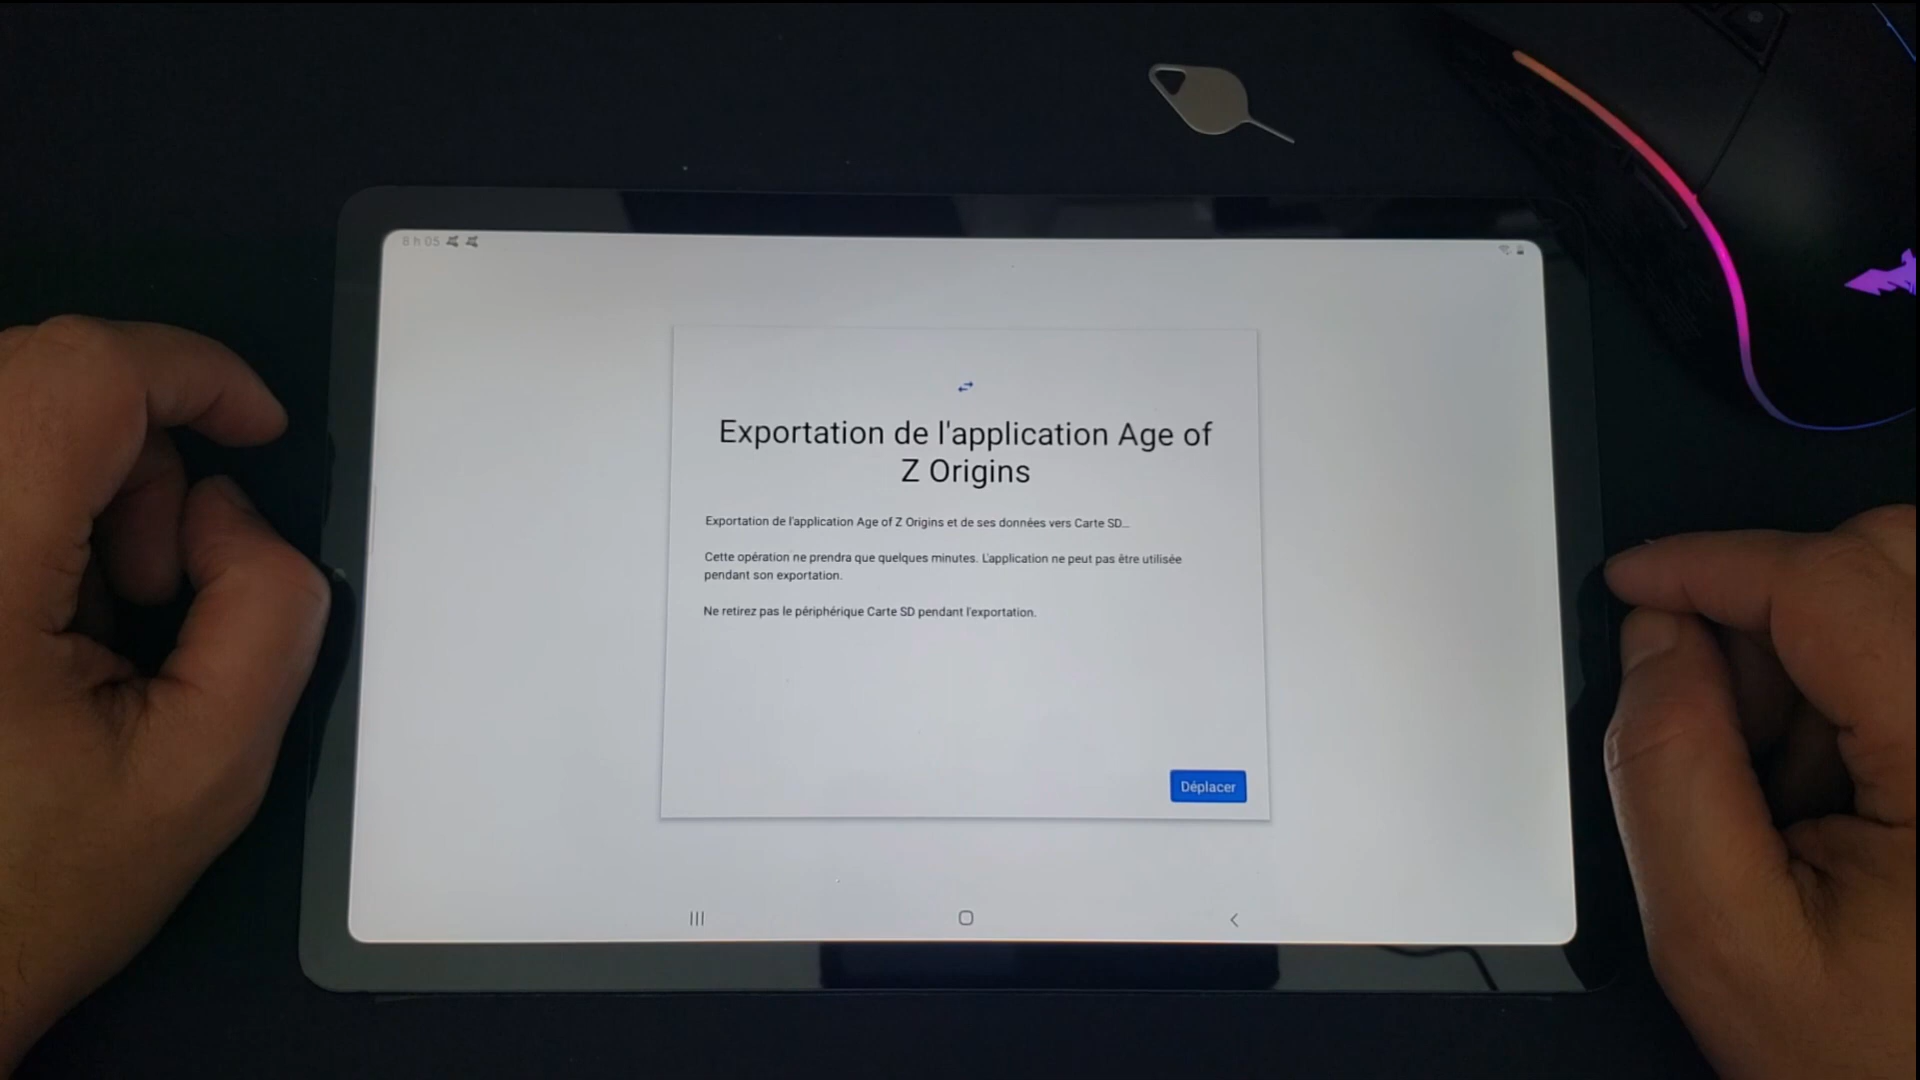 8 h 05
Exportation de l'application Age of
Z Origins
Exportation de l'application Age of Z Origins et de ses données vers Carte SD...
Cette opération ne prendra que quelques minutes. L'application ne peut pas être utilisée
pendant son exportation.
Ne retirez pas le périphérique Carte SD pendant l'exportation.
Déplacer